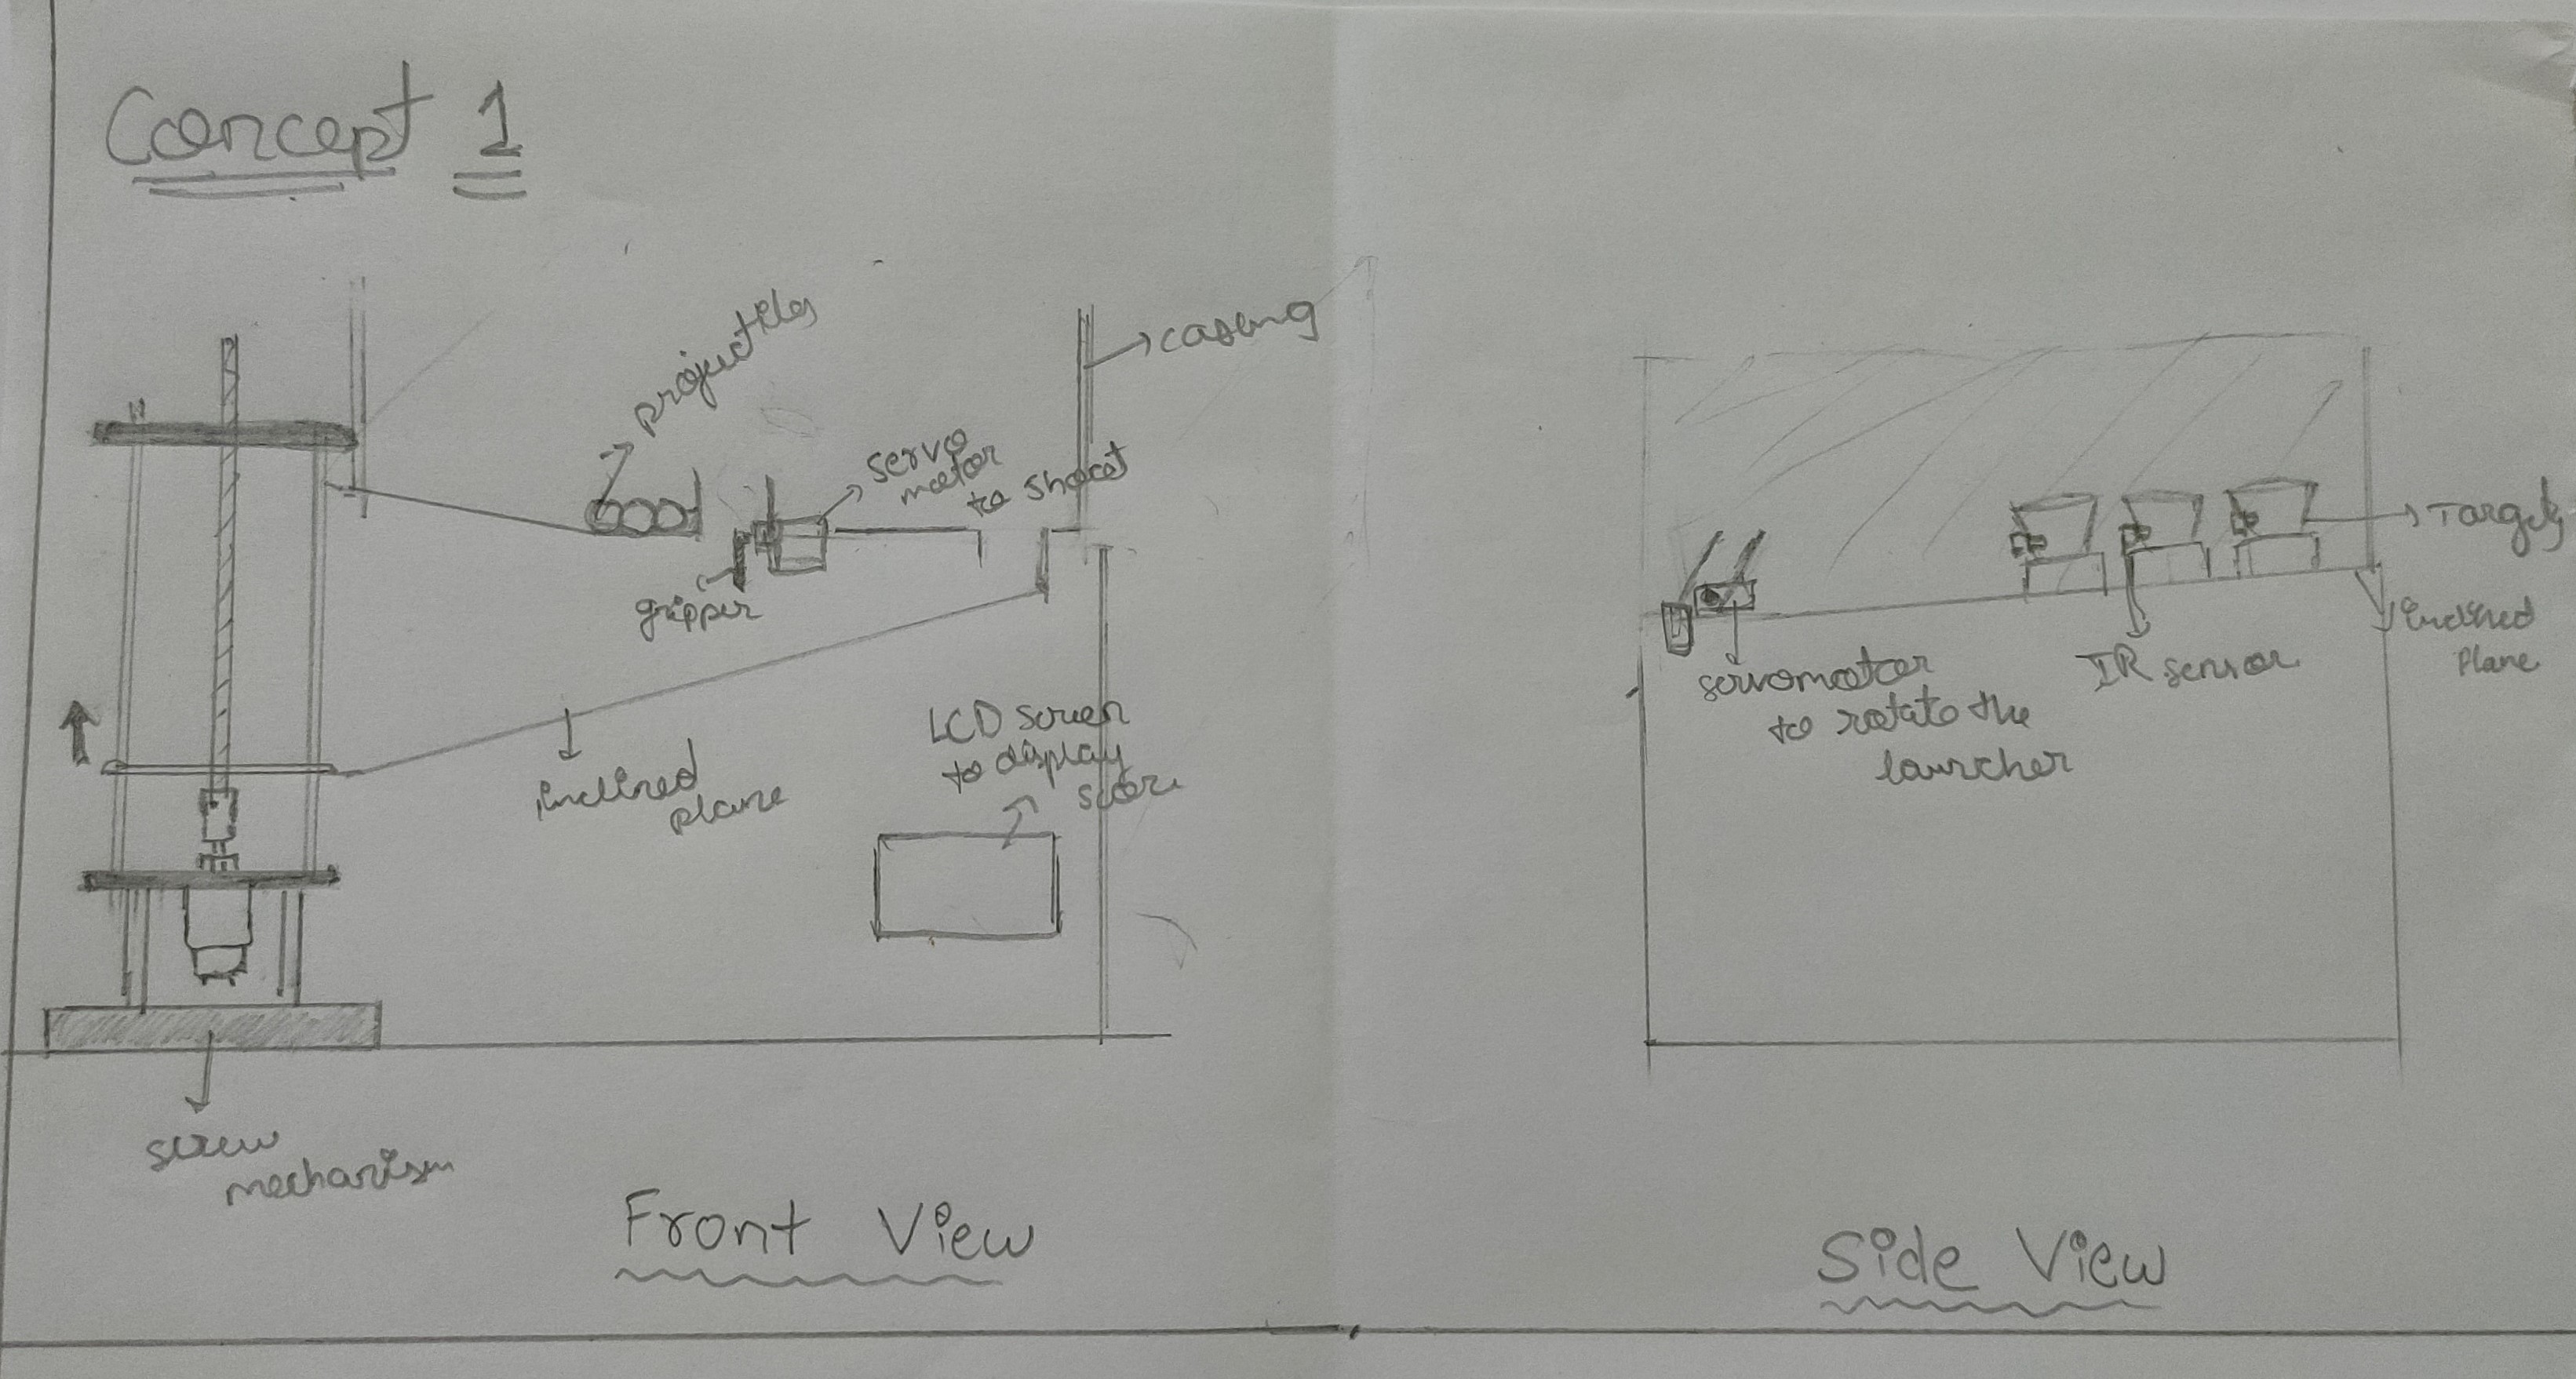 Concept 1
projectiles
casing
servo
motor
to shoot
gripper
inclined
plane
LCD screen
to display
score
screw
mechanism
Front View
Targets
IR sensor
inclined
plane
servomotor
to rotate the
launcher
Side View